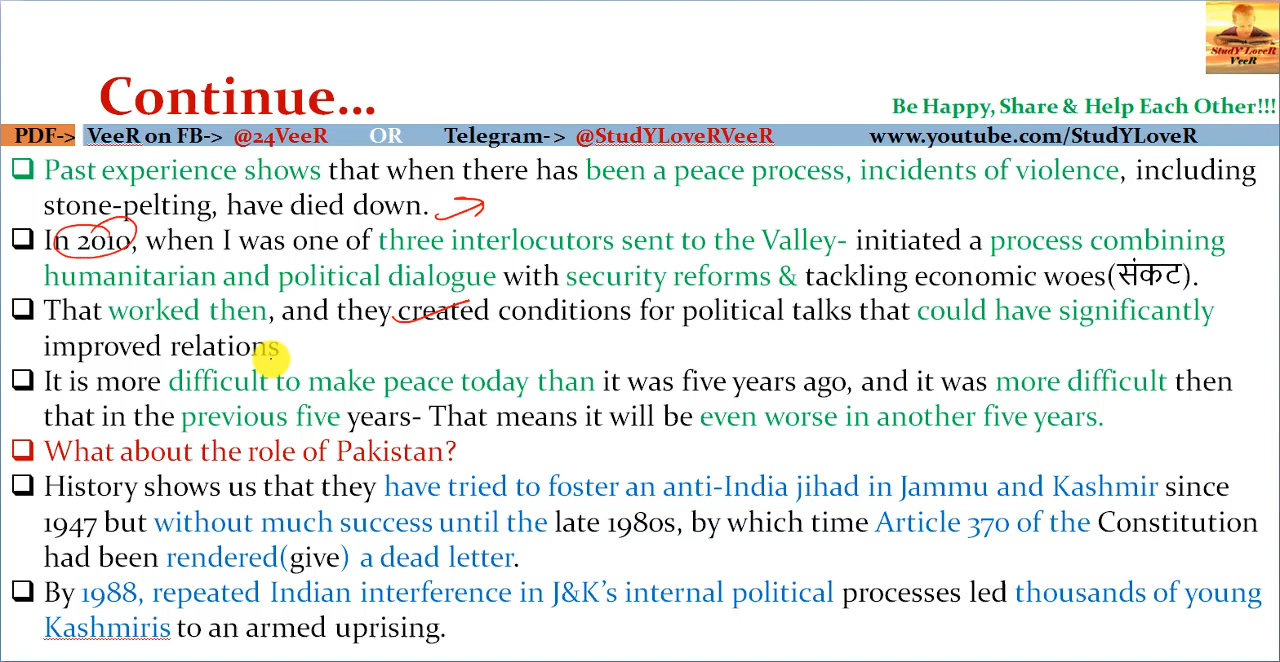 StudY LoveR
VeeR
Continue...
Be Happy, Share & Help Each Other!!!
PDF-> VeeR on FB-> @24VeeR OR Telegram- > @StudYLoveRVeeR www.youtube.com/StudYLoveR
Past experience shows that when there has been a peace process, incidents of violence, including
stone-pelting, have died down.
In 2010, when I was one of three interlocutors sent to the Valley- initiated a process combining
humanitarian and political dialogue with security reforms & tackling economic woes(संकट).
That worked then, and they created conditions for political talks that could have significantly
improved relations
It is more difficult to make peace today than it was five years ago, and it was more difficult then
that in the previous five years- That means it will be even worse in another five years.
What about the role of Pakistan?
History shows us that they have tried to foster an anti-India jihad in Jammu and Kashmir since
1947 but without much success until the late 1980s, by which time Article 370 of the Constitution
had been rendered(give) a dead letter.
By 1988, repeated Indian interference in J&K's internal political processes led thousands of young
Kashmiris to an armed uprising.